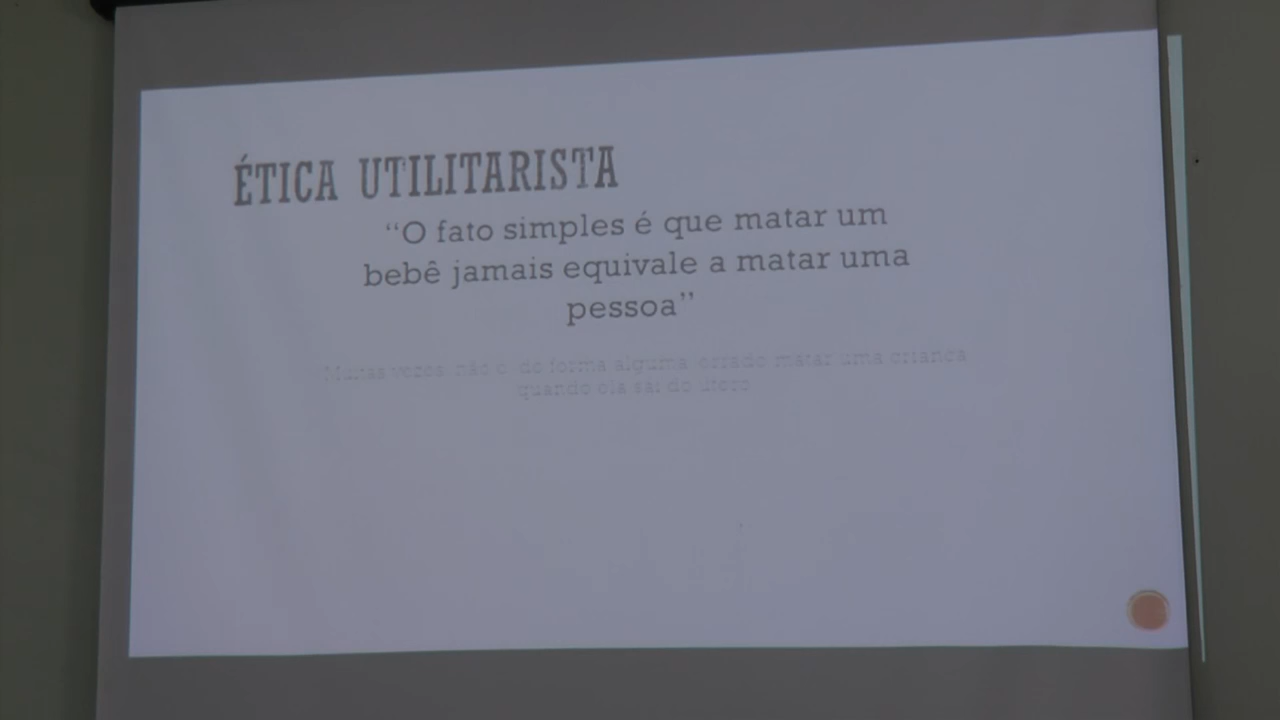 ÉTICA UTILITARISTA
“O fato simples é que matar um
bebê jamais equivale a matar uma
pessoa”
Muitas vezes, não é, de forma alguma, errado matar uma criança
quando ela sai do útero